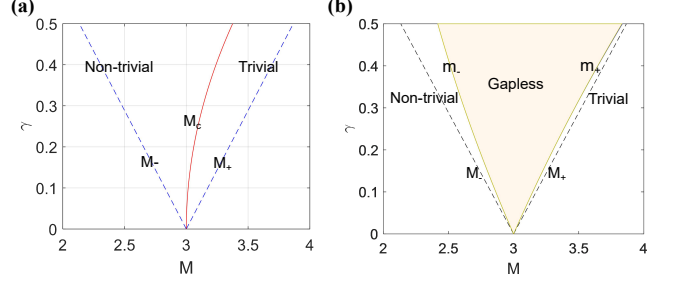 (a)
0.5
0.4
0.3
0.2
0.1
0
γ
Non-trivial
Trivial
Mc
M-
M+
2
2.5
3
3.5
4
M
(b)
0.5
0.4
0.3
0.2
0.1
0
γ
m-
m+
Gapless
Non-trivial
Trivial
M-
M+
2
2.5
3
3.5
4
M